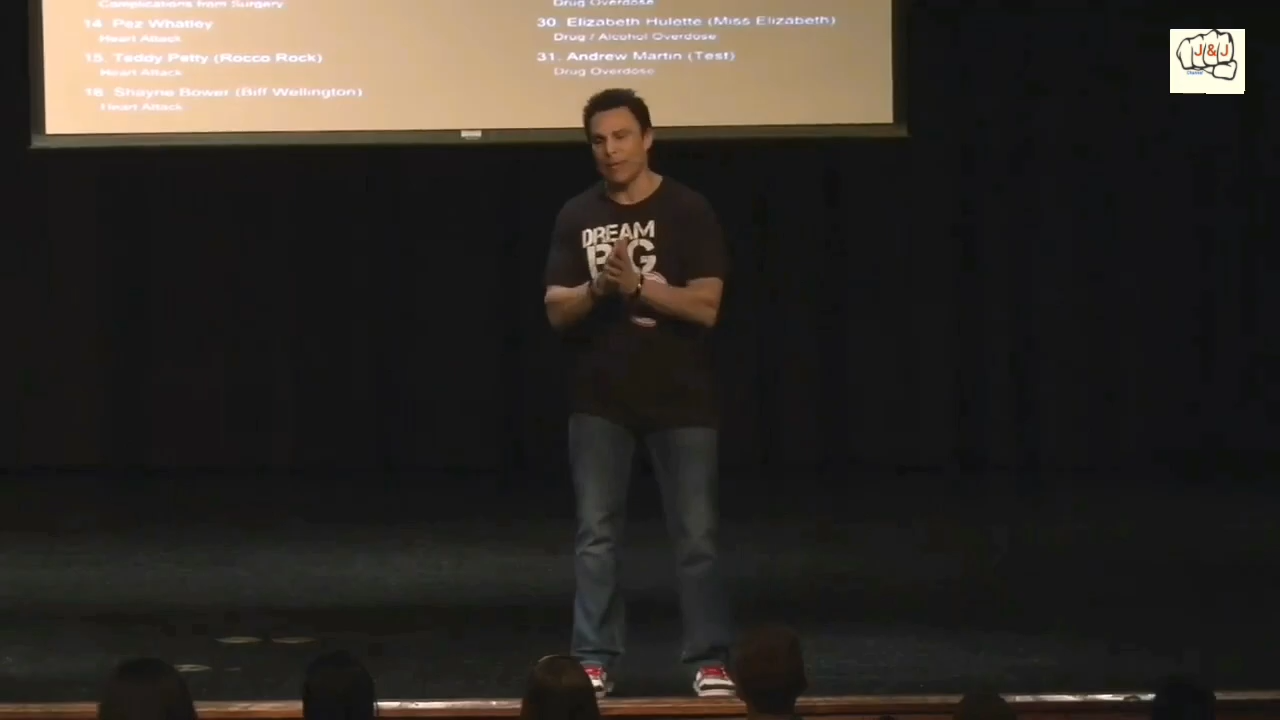 Complications from Surgery
14. Pez Whatley
Heart Attack
15. Teddy Petty (Rocco Rock)
Heart Attack
16. Shayne Bower (Biff Wellington)
Heart Attack
Drug Overdose
30. Elizabeth Hulette (Miss Elizabeth)
Drug / Alcohol Overdose
31. Andrew Martin (Test)
Drug Overdose
J&J
Channel
DREAM
BIG